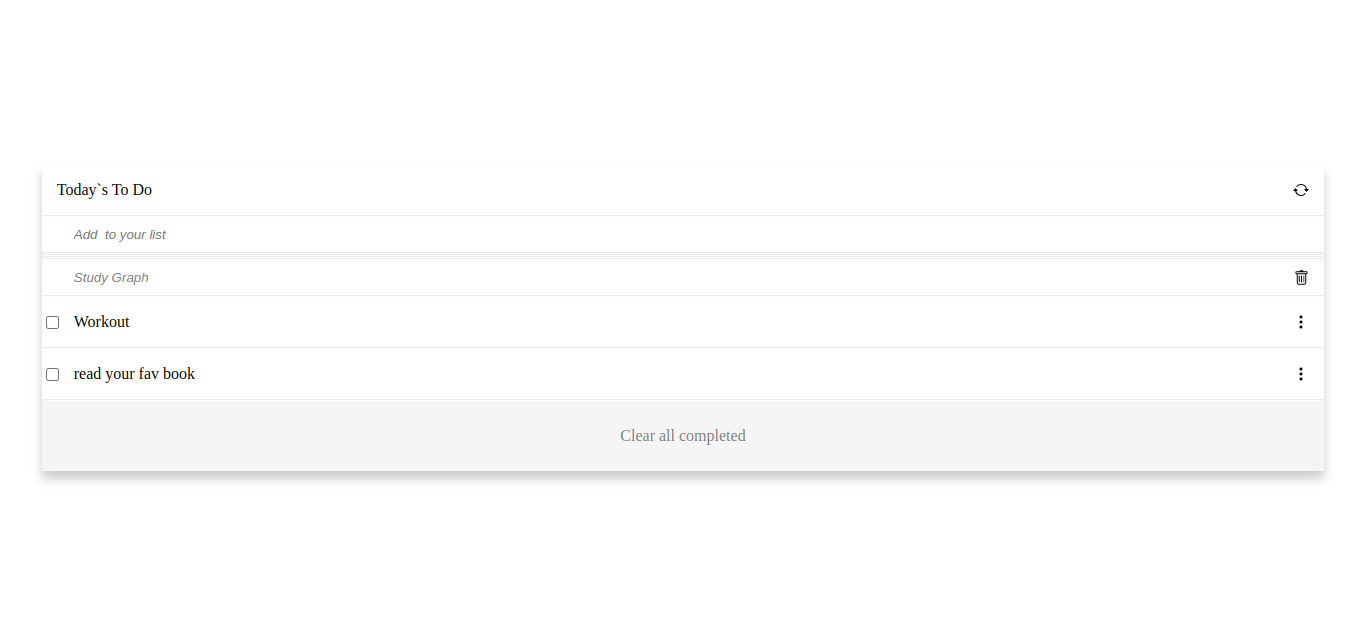 Today`s To Do
Add  to your list
Study Graph
Workout
read your fav book
Clear all completed